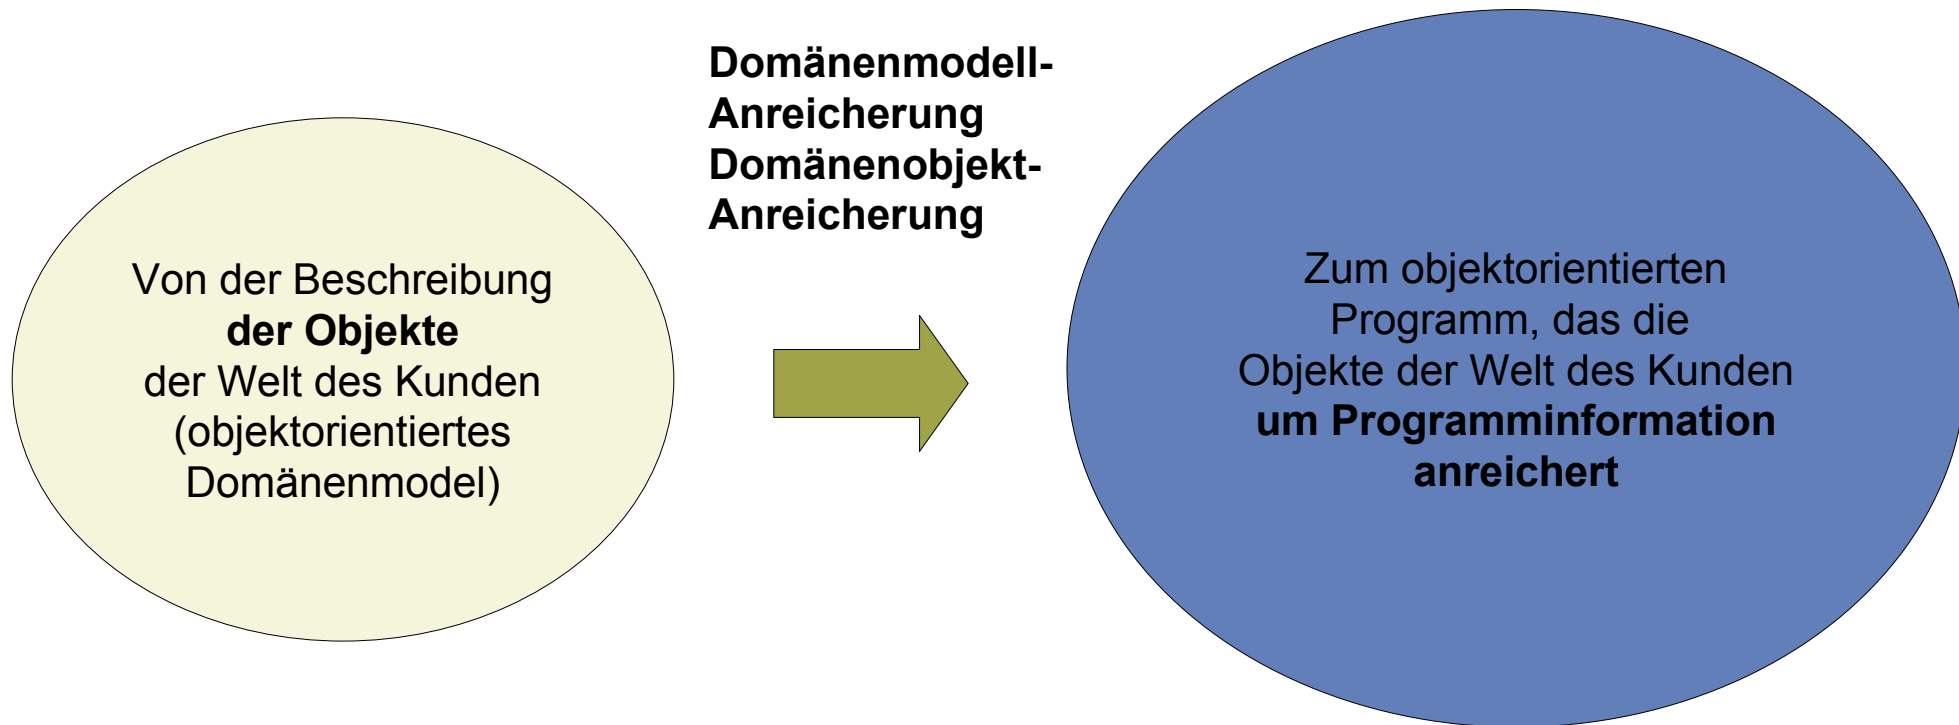 Domänenmodell-
Anreicherung
Domänenobjekt-
Anreicherung
Von der Beschreibung
der Objekte
der Welt des Kunden
(objektorientiertes
Domänenmodel)
Zum objektorientierten
Programm, das die
Objekte der Welt des Kunden
um Programminformation
anreichert